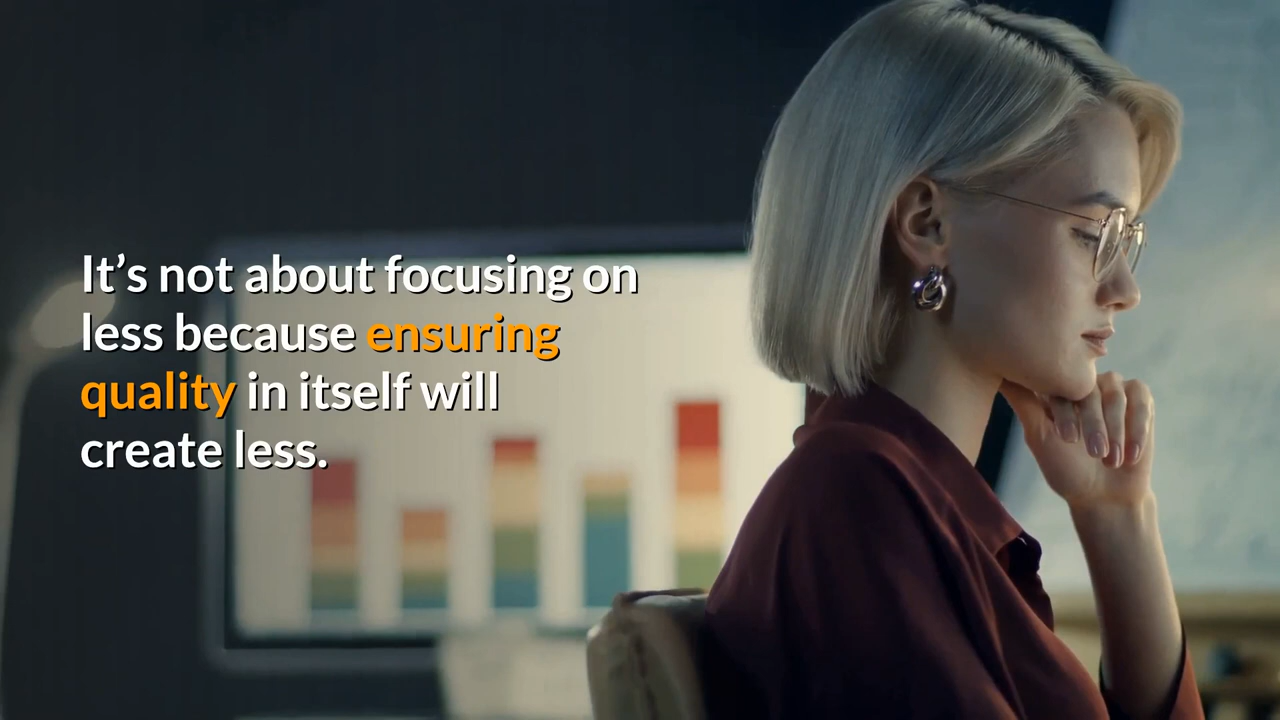 It’s not about focusing on
less because ensuring
quality in itself will
create less.